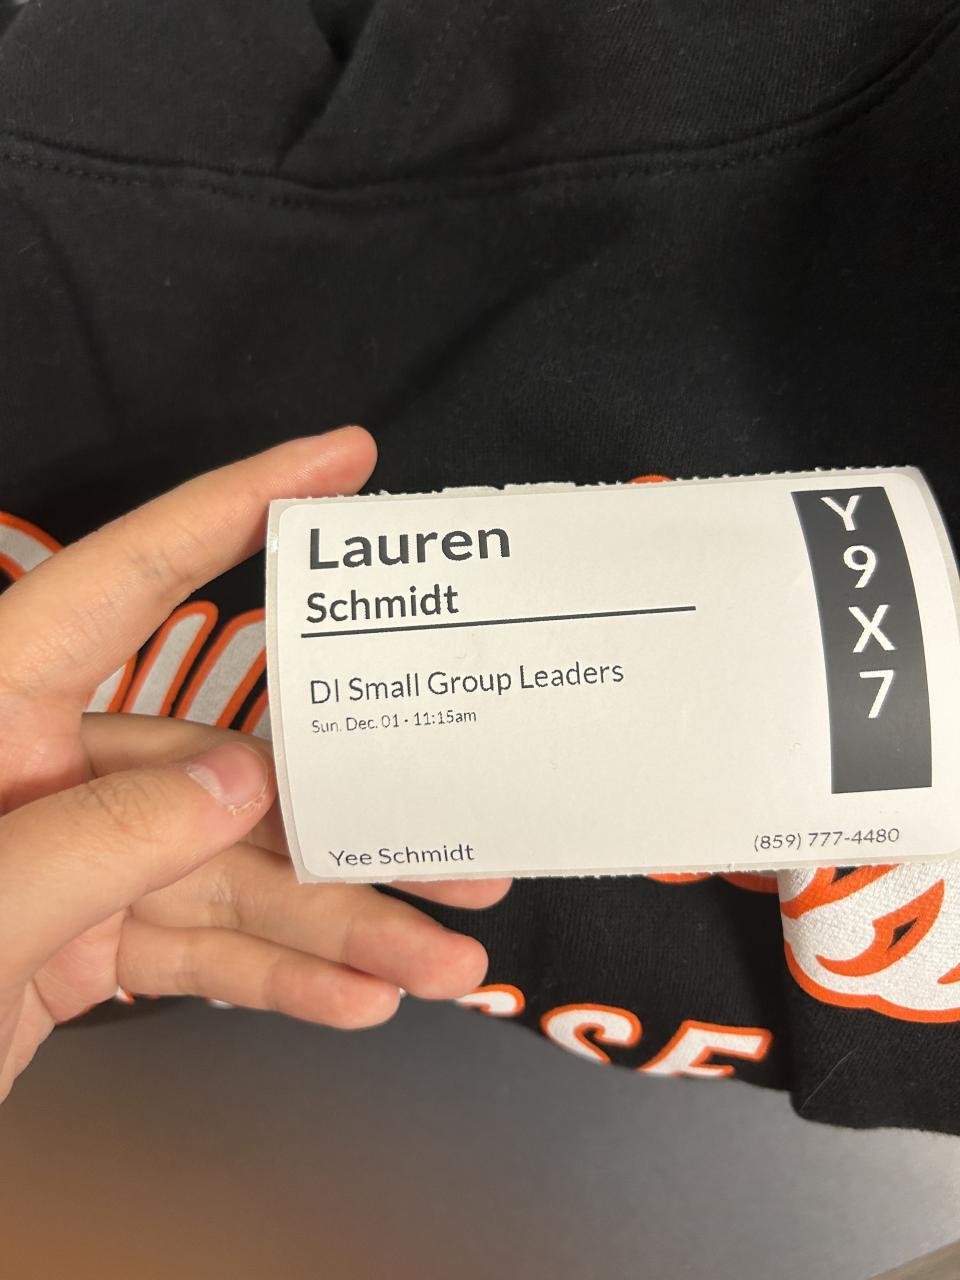 Lauren
Schmidt
DI Small Group Leaders
Sun. Dec. 01 • 11:15am
Yee Schmidt
(859) 777-4480
Y
9
X
7